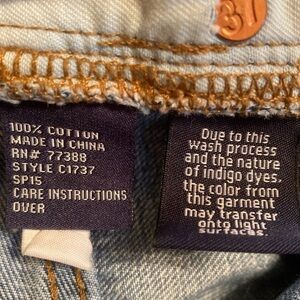 31
100% COTTON
MADE IN CHINA
RN# 77388
STYLE C1737
SP15
CARE INSTRUCTIONS
OVER
Due to this
wash process
and the nature
of indigo dyes,
the color from
this garment
may transfer
onto light
surfaces.